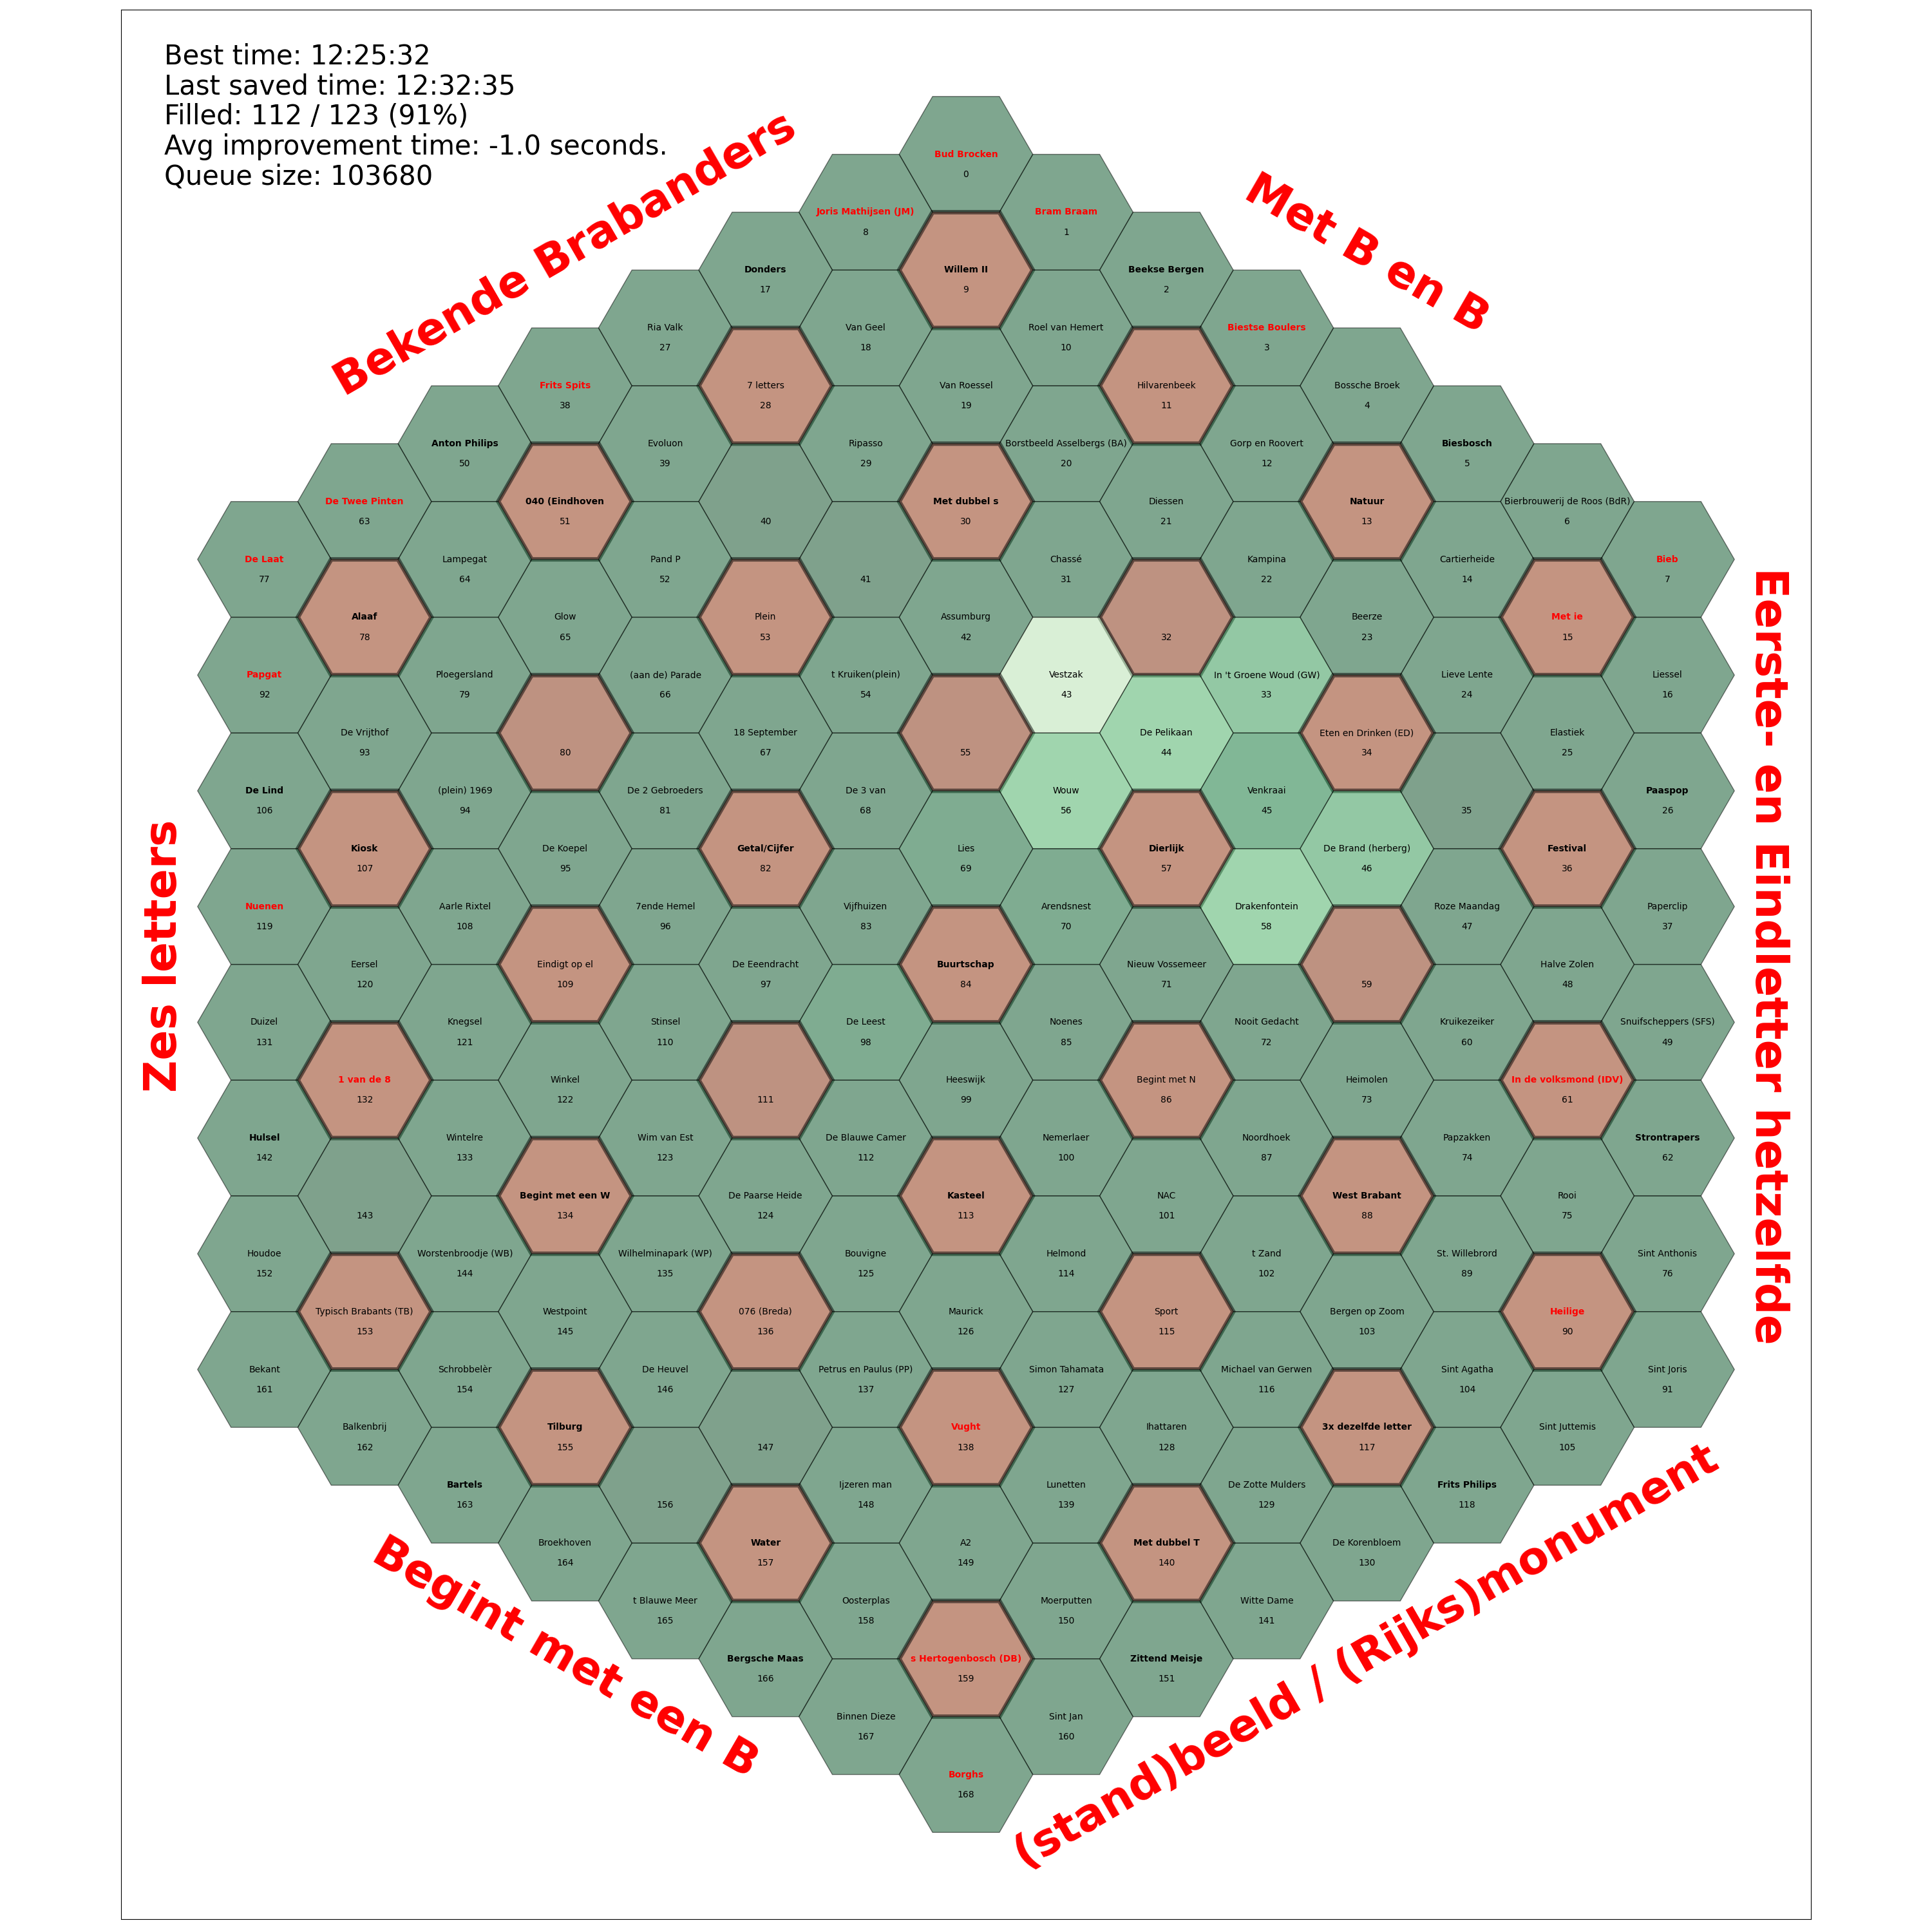 Best time: 12:25:32
Last saved time: 12:32:35
Filled: 112 / 123 (91%)
Avg improvement time: -1.0 seconds.
Queue size: 103680
Bekende Brabanders
Met B en B
Eerste- en Eindletter hetzelfde
(stand)beeld / (Rijks)monument
Begint met een B
Zes letters
Bud Brocken
0
Bram Braam
1
Beekse Bergen
2
Biestse Boulers
3
Bossche Broek
4
Biesbosch
5
Bierbrouwerij de Roos (BdR)
6
Bieb
7
Joris Mathijsen (JM)
8
Willem II
9
Roel van Hemert
10
Hilvarenbeek
11
Gorp en Roovert
12
Natuur
13
Cartierheide
14
Met ie
15
Liessel
16
Donders
17
Van Geel
18
Van Roessel
19
Borstbeeld Asselbergs (BA)
20
Diessen
21
Kampina
22
Beerze
23
Lieve Lente
24
Elastiek
25
Paaspop
26
Ria Valk
27
7 letters
28
Ripasso
29
Met dubbel s
30
Chassé
31
32
In 't Groene Woud (GW)
33
Eten en Drinken (ED)
34
35
Festival
36
Paperclip
37
Frits Spits
38
Evoluon
39
40
41
Assumburg
42
Vestzak
43
De Pelikaan
44
Venkraai
45
De Brand (herberg)
46
Roze Maandag
47
Halve Zolen
48
Snuifscheppers (SFS)
49
Anton Philips
50
040 (Eindhoven
51
Pand P
52
Plein
53
t Kruiken(plein)
54
55
Wouw
56
Dierlijk
57
Drakenfontein
58
59
Kruikezeiker
60
In de volksmond (IDV)
61
Strontrapers
62
De Twee Pinten
63
Lampegat
64
Glow
65
(aan de) Parade
66
18 September
67
De 3 van
68
Lies
69
Arendsnest
70
Nieuw Vossemeer
71
Nooit Gedacht
72
Heimolen
73
Papzakken
74
Rooi
75
Sint Anthonis
76
De Laat
77
Alaaf
78
Ploegersland
79
80
De 2 Gebroeders
81
Getal/Cijfer
82
Vijfhuizen
83
Buurtschap
84
Noenes
85
Begint met N
86
Noordhoek
87
West Brabant
88
St. Willebrord
89
Heilige
90
Sint Joris
91
Papgat
92
De Vrijthof
93
(plein) 1969
94
De Koepel
95
7ende Hemel
96
De Eeendracht
97
De Leest
98
Heeswijk
99
Nemerlaer
100
NAC
101
t Zand
102
Bergen op Zoom
103
Sint Agatha
104
Sint Juttemis
105
De Lind
106
Kiosk
107
Aarle Rixtel
108
Eindigt op el
109
Stinsel
110
111
De Blauwe Camer
112
Kasteel
113
Helmond
114
Sport
115
Michael van Gerwen
116
3x dezelfde letter
117
Frits Philips
118
Nuenen
119
Eersel
120
Knegsel
121
Winkel
122
Wim van Est
123
De Paarse Heide
124
Bouvigne
125
Maurick
126
Simon Tahamata
127
Ihattaren
128
De Zotte Mulders
129
De Korenbloem
130
Duizel
131
1 van de 8
132
Wintelre
133
Begint met een W
134
Wilhelminapark (WP)
135
076 (Breda)
136
Petrus en Paulus (PP)
137
Vught
138
Lunetten
139
Met dubbel T
140
Witte Dame
141
Hulsel
142
143
Worstenbroodje (WB)
144
Westpoint
145
De Heuvel
146
147
Ijzeren man
148
A2
149
Moerputten
150
Zittend Meisje
151
Houdoe
152
Typisch Brabants (TB)
153
Schrobbelèr
154
Tilburg
155
156
Water
157
Oosterplas
158
s Hertogenbosch (DB)
159
Sint Jan
160
Bekant
161
Balkenbrij
162
Bartels
163
Broekhoven
164
t Blauwe Meer
165
Bergsche Maas
166
Binnen Dieze
167
Borghs
168